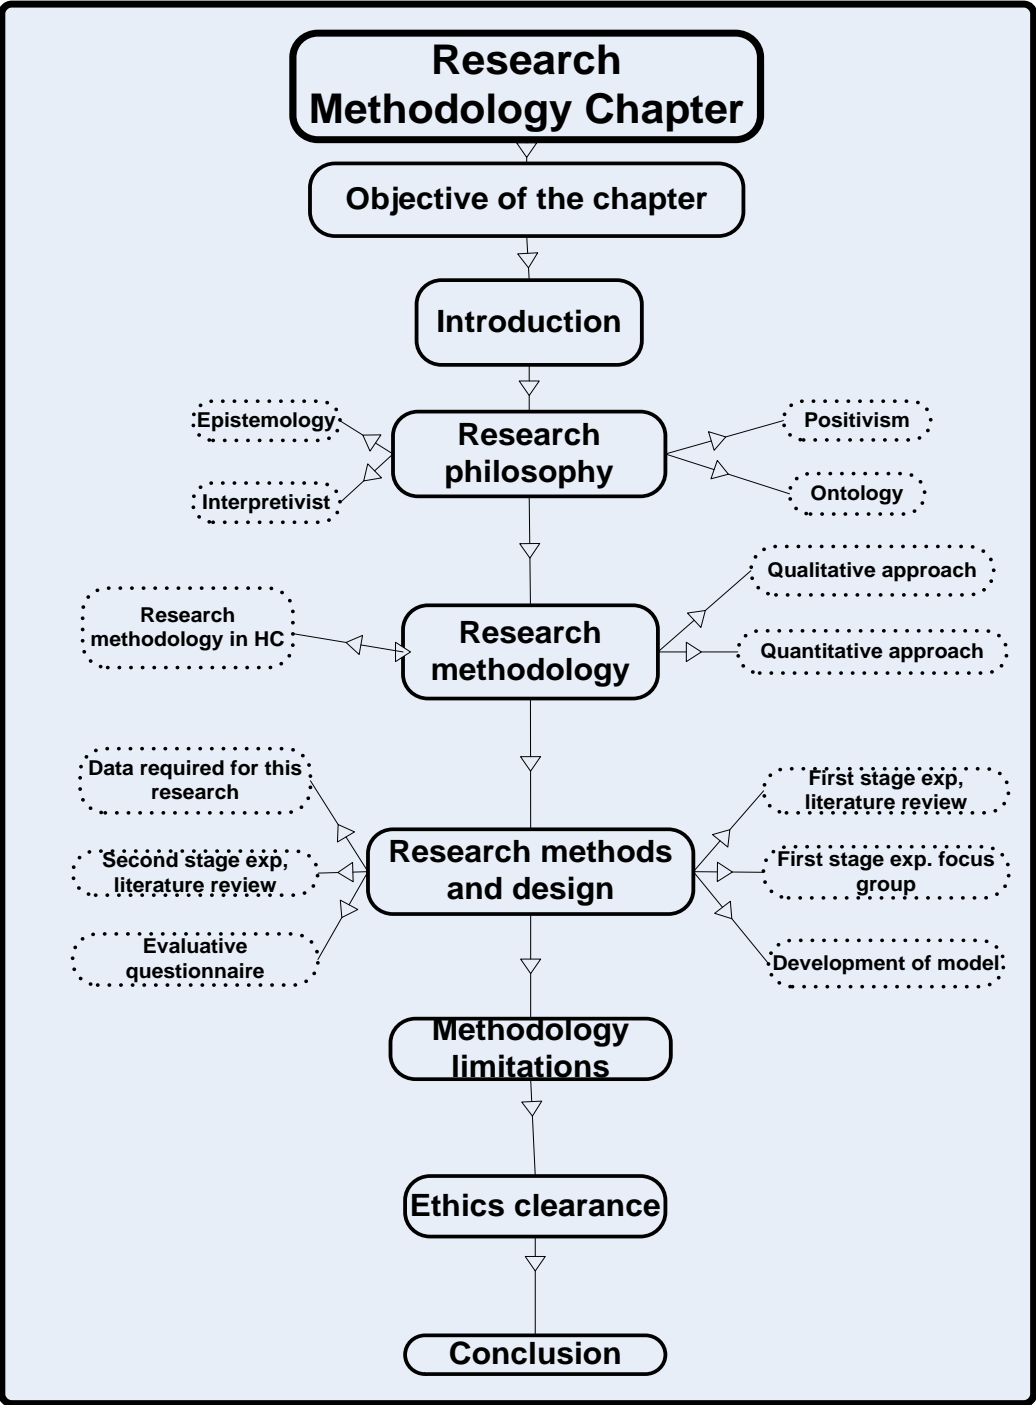 Research
Methodology Chapter
Objective of the chapter
Introduction
Epistemology
Interpretivist
Research
philosophy
Positivism
Ontology
Research
methodology in HC
Research
methodology
Qualitative approach
Quantitative approach
Data required for this
research
Second stage exp,
literature review
Evaluative
questionnaire
Research methods
and design
First stage exp,
literature review
First stage exp. focus
group
Development of model
Methodology
limitations
Ethics clearance
Conclusion